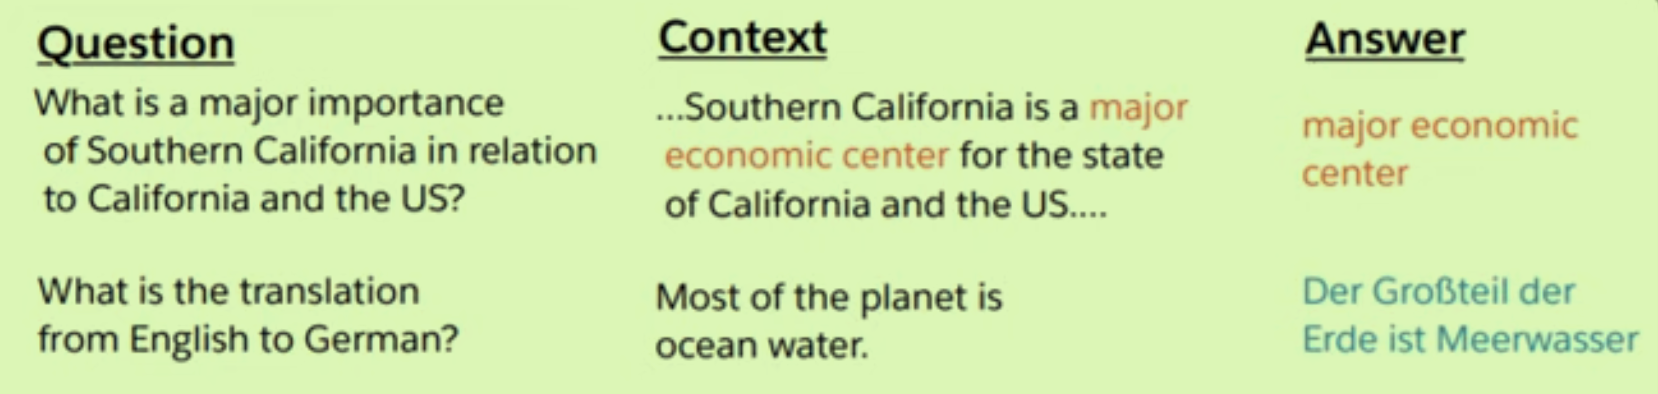 Question
What is a major importance
of Southern California in relation
to California and the US?
What is the translation
from English to German?
Context
...Southern California is a major
economic center for the state
of California and the US....
Most of the planet is
ocean water.
Answer
major economic
center
Der Großteil der
Erde ist Meerwasser